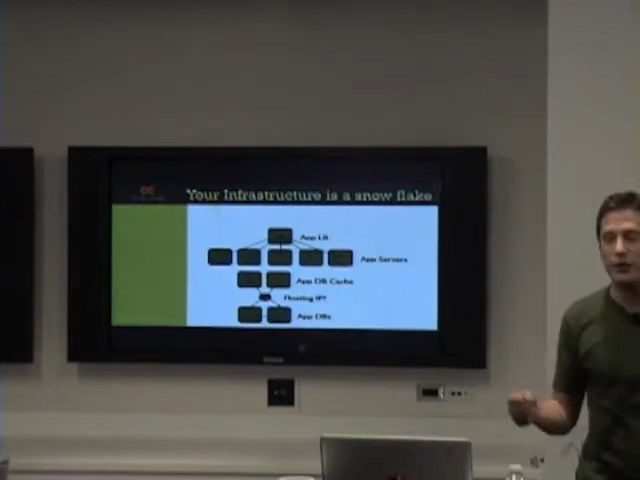 Your Infrastructure is a snow flake
App LB
App Servers
App DB Cache
Floating IP?
App DBs